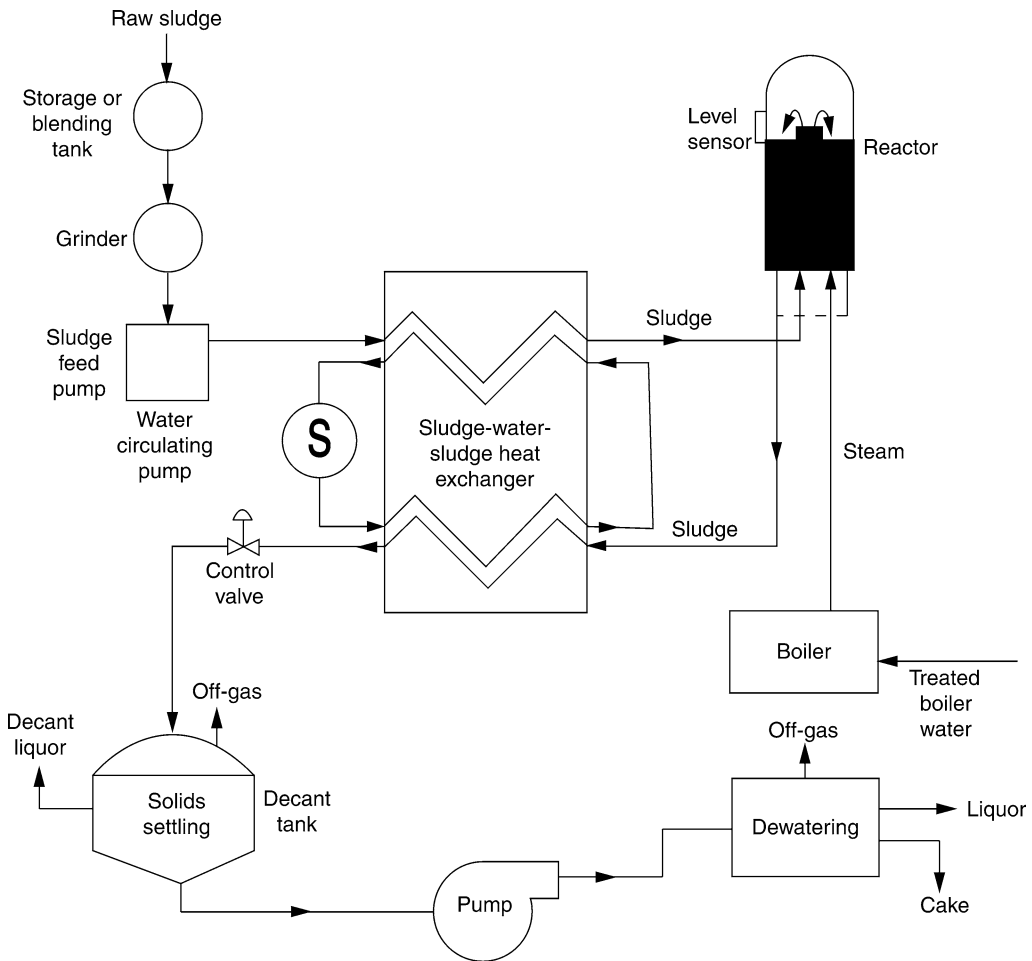 Raw sludge
Storage or
blending
tank
Grinder
Sludge
feed
pump
Water
circulating
pump
S
Sludge-water-
sludge heat
exchanger
Sludge
Level
sensor
Reactor
Steam
Sludge
Control
valve
Boiler
Treated
boiler
water
Off-gas
Decant
liquor
Solids
settling
Decant
tank
Pump
Off-gas
Dewatering
Liquor
Cake